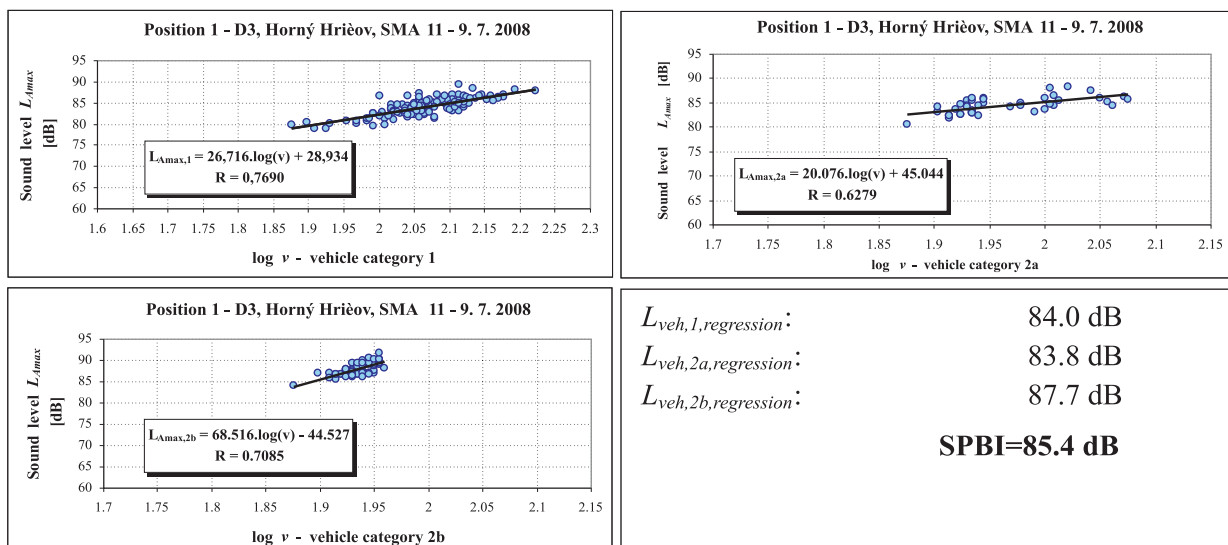 Position 1 - D3, Horný Hrièov, SMA 11 - 9. 7. 2008
Sound level L_Amax
[dB]
95
90
85
80
75
70
65
60
L_Amax,1 = 26,716.log(v) + 28,934
R = 0,7690
1.6 1.65 1.7 1.75 1.8 1.85 1.9 1.95 2 2.05 2.1 2.15 2.2 2.25 2.3
log v - vehicle category 1
Position 1 - D3, Horný Hrièov, SMA 11 - 9. 7. 2008
Sound level L_Amax
[dB]
95
90
85
80
75
70
65
60
L_Amax,2a = 20.076.log(v) + 45.044
R = 0.6279
1.7 1.75 1.8 1.85 1.9 1.95 2 2.05 2.1 2.15
log v - vehicle category 2a
Position 1 - D3, Horný Hrièov, SMA 11 - 9. 7. 2008
Sound level L_Amax
[dB]
95
90
85
80
75
70
65
60
L_Amax,2b = 68.516.log(v) - 44.527
R = 0.7085
1.7 1.75 1.8 1.85 1.9 1.95 2 2.05 2.1 2.15
log v - vehicle category 2b
L_veh,1,regression: 84.0 dB
L_veh,2a,regression: 83.8 dB
L_veh,2b,regression: 87.7 dB
SPBI=85.4 dB